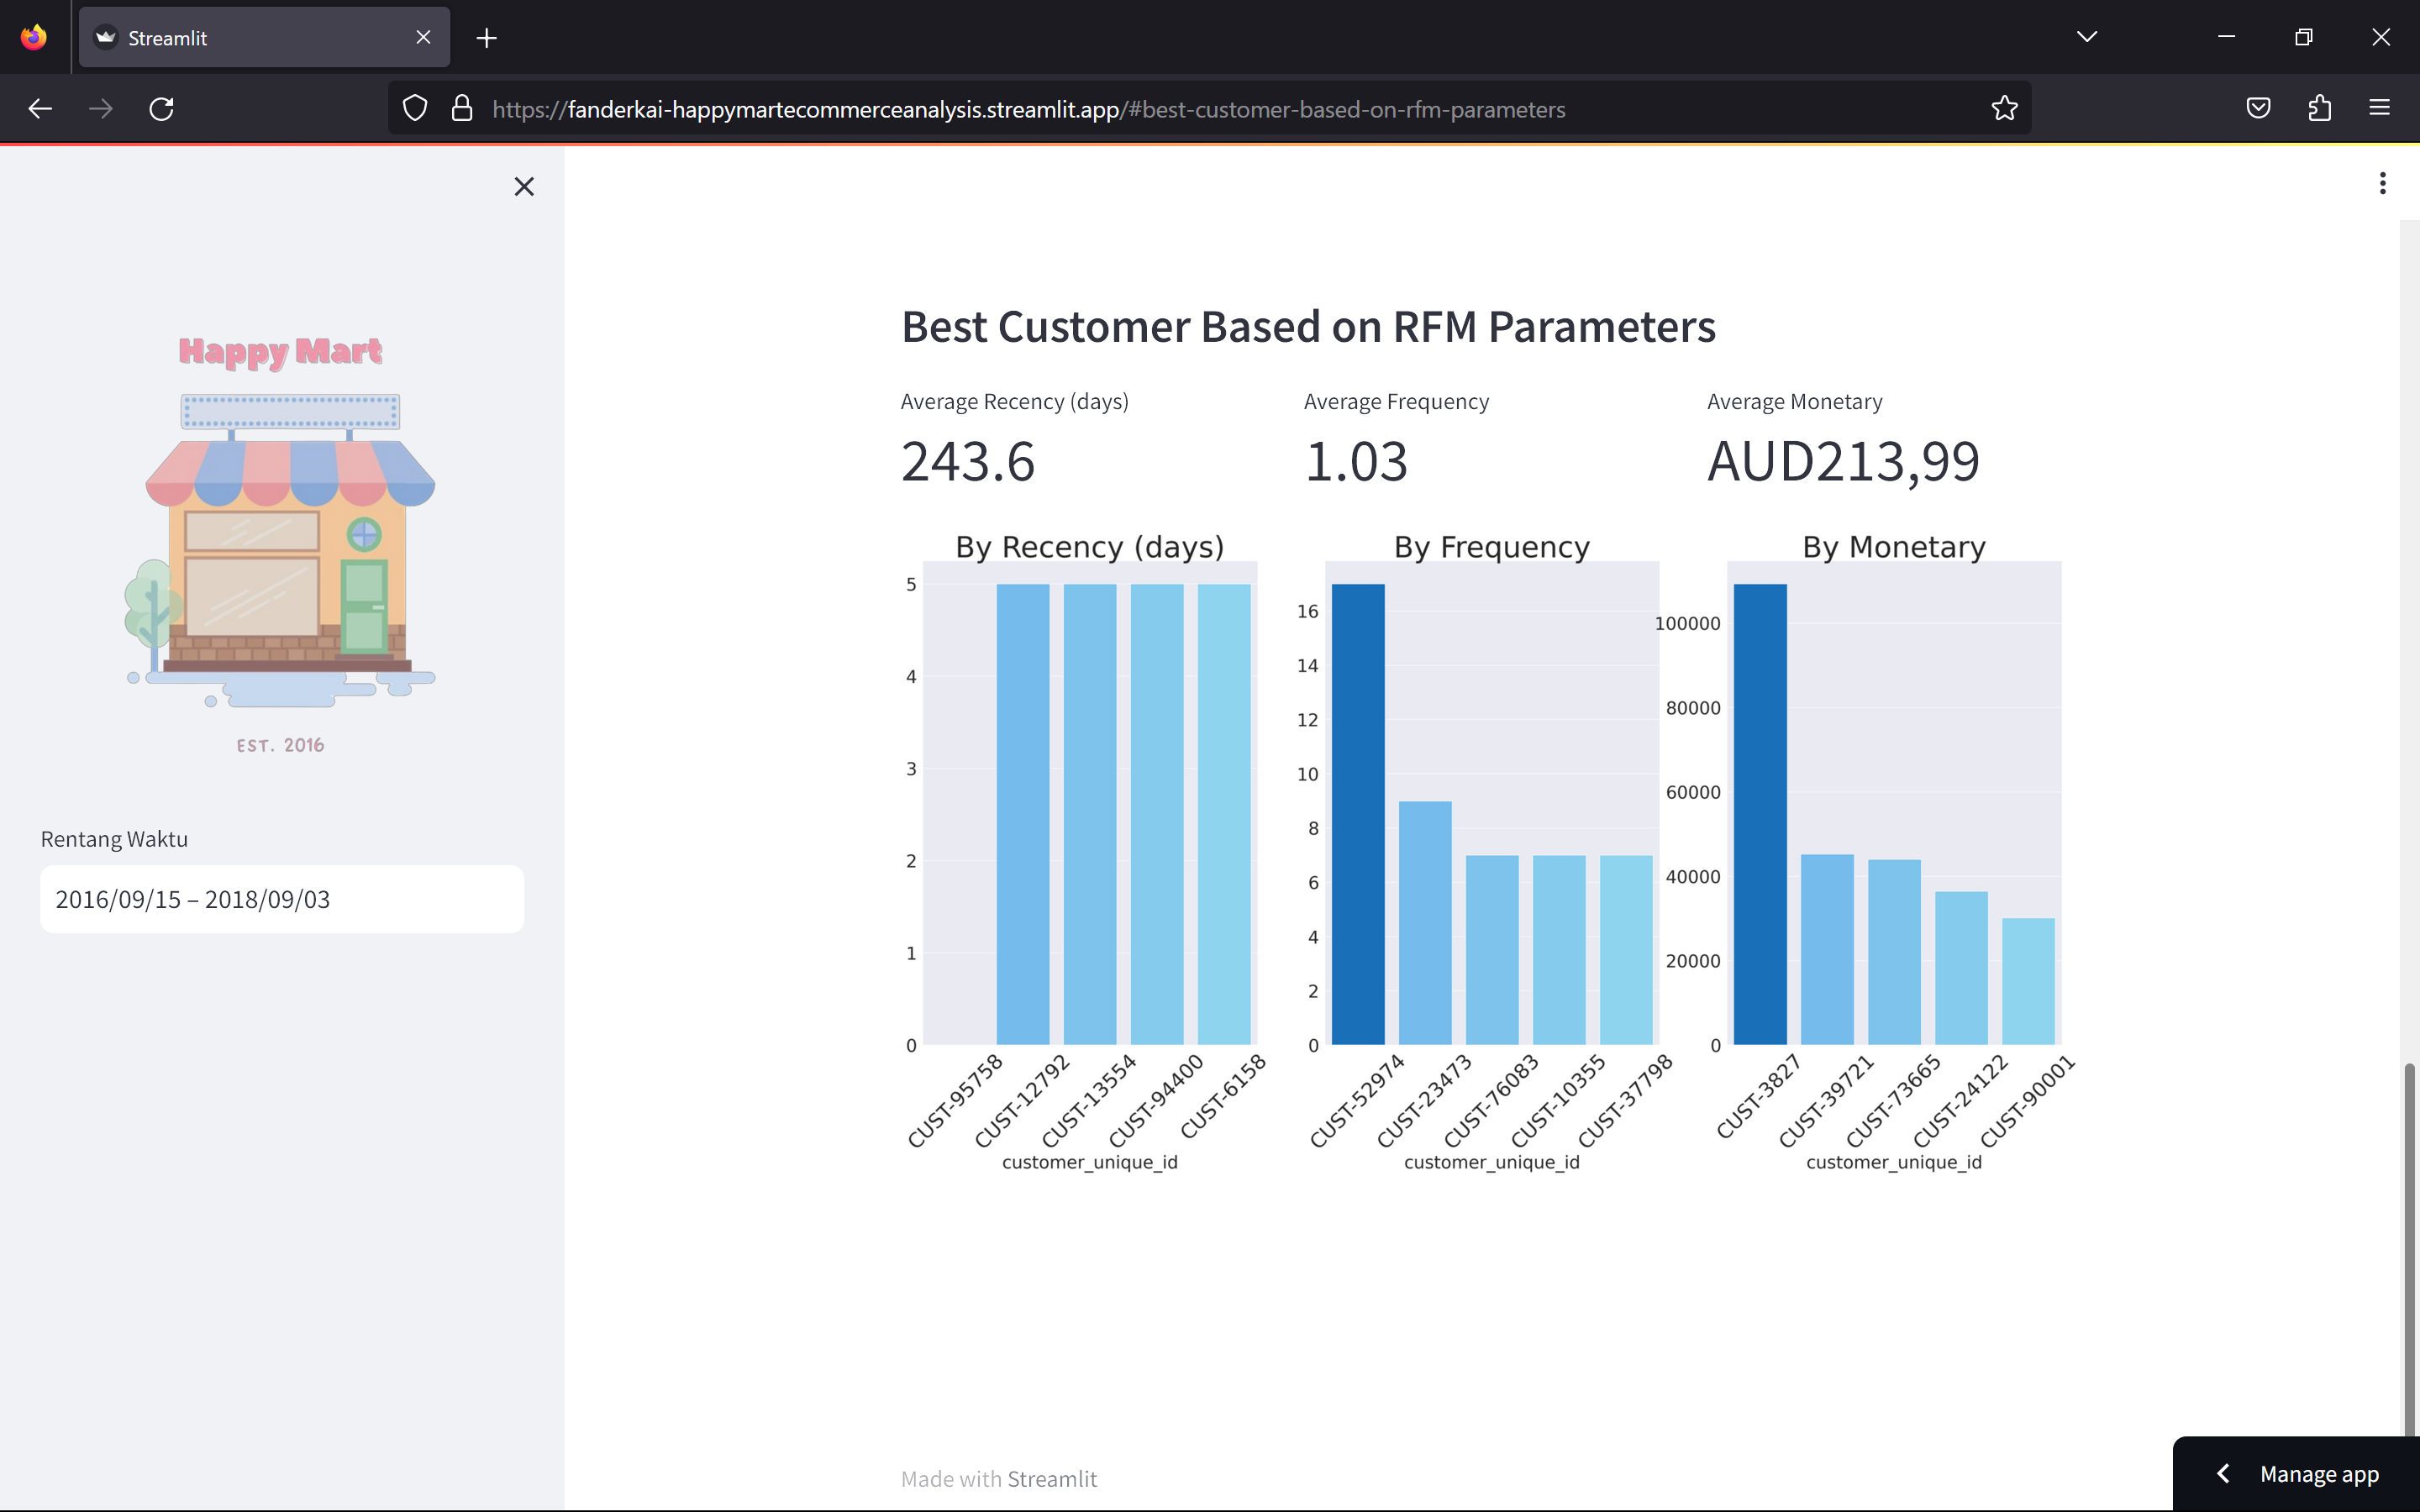 Streamlit
https://fanderkai-happymartecommerceanalysis.streamlit.app/#best-customer-based-on-rfm-parameters
Happy Mart
EST. 2016
Rentang Waktu
2016/09/15 – 2018/09/03
Best Customer Based on RFM Parameters
Average Recency (days)
243.6
Average Frequency
1.03
Average Monetary
AUD213,99
By Recency (days)
5
4
3
2
1
0
CUST-95758
CUST-12792
CUST-13554
CUST-94400
CUST-6158
customer_unique_id
By Frequency
16
14
12
10
8
6
4
2
0
CUST-52974
CUST-23473
CUST-76083
CUST-10355
CUST-37798
customer_unique_id
By Monetary
100000
80000
60000
40000
20000
0
CUST-3827
CUST-39721
CUST-73665
CUST-24122
CUST-90001
customer_unique_id
Made with Streamlit
Manage app